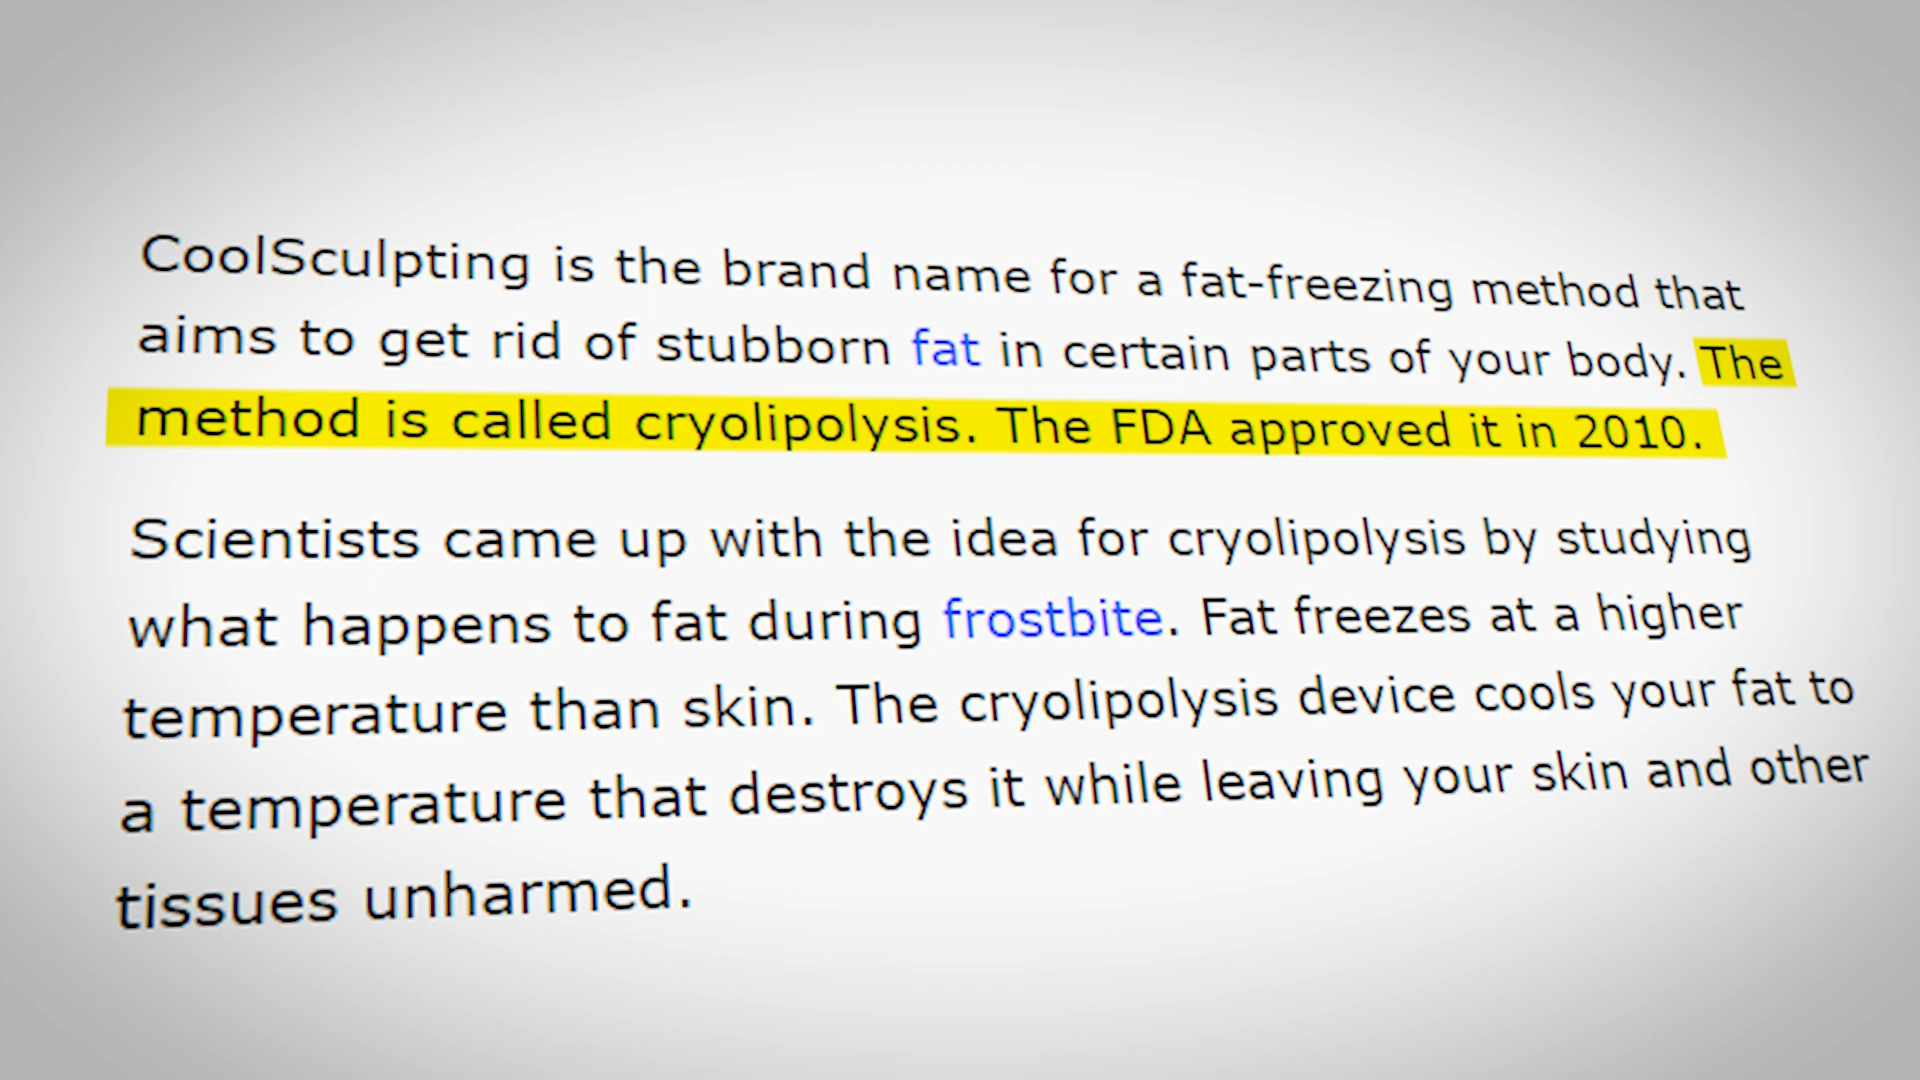 CoolSculpting is the brand name for a fat-freezing method that
aims to get rid of stubborn fat in certain parts of your body. The
method is called cryolipolysis. The FDA approved it in 2010.
Scientists came up with the idea for cryolipolysis by studying
what happens to fat during frostbite. Fat freezes at a higher
temperature than skin. The cryolipolysis device cools your fat to
a temperature that destroys it while leaving your skin and other
tissues unharmed.